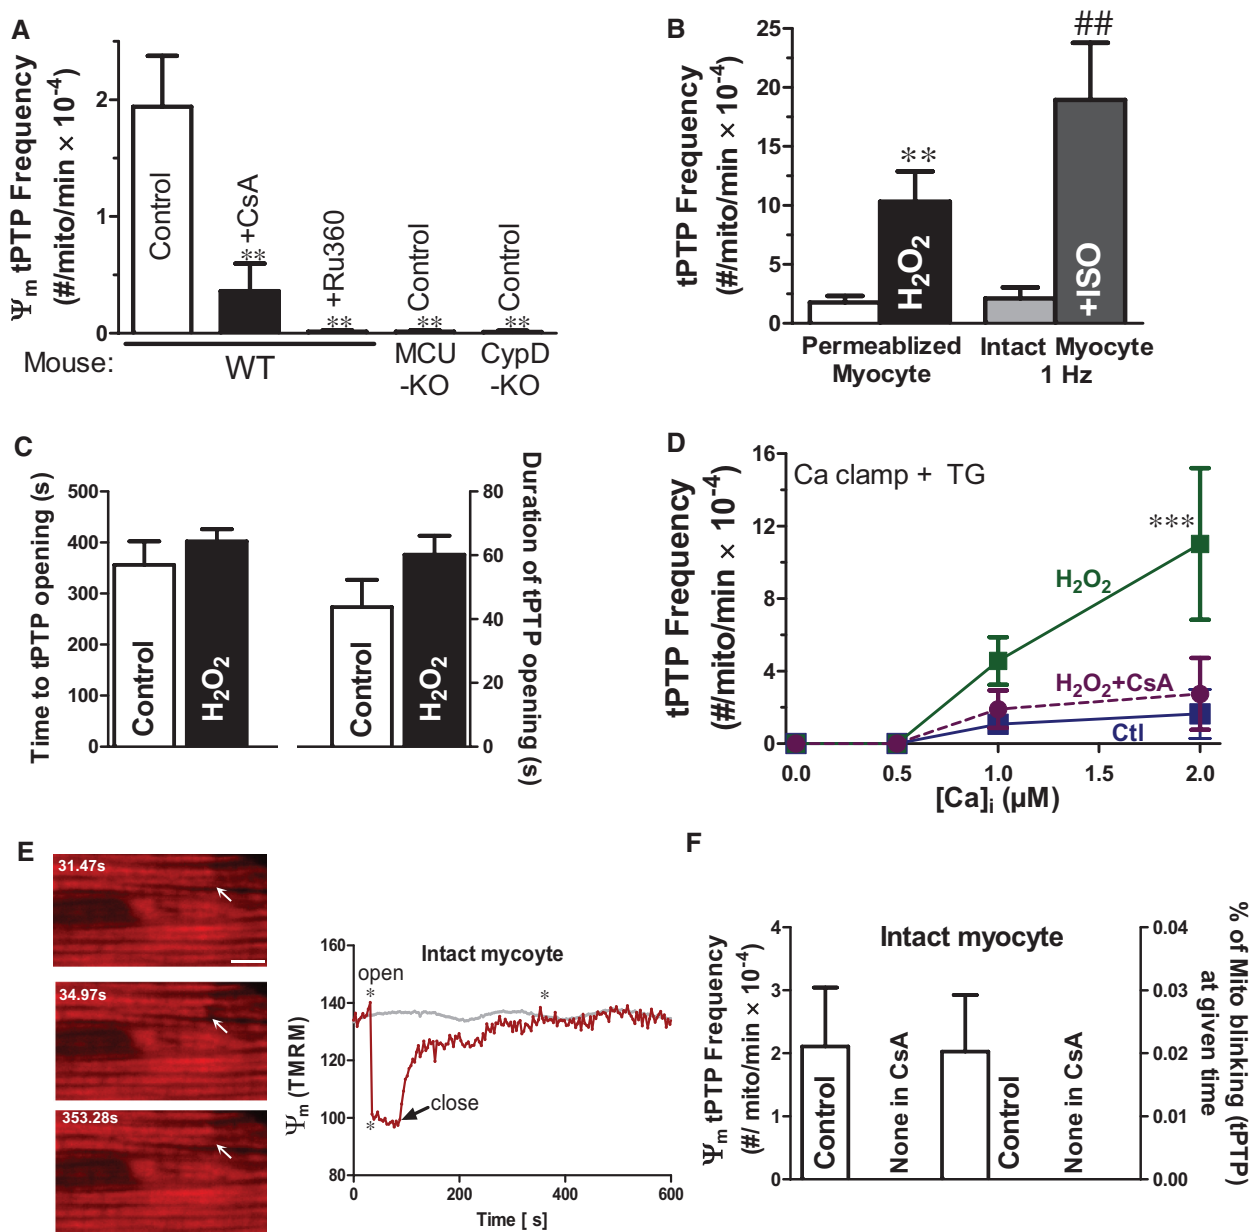 A
Ψm tPTP Frequency
(#/mito/min × 10-4)
2
1
0
Control
+CsA
**
+Ru360
**
Control
**
Control
**
Mouse:
WT
MCU
-KO
CypD
-KO
B
tPTP Frequency
(#/mito/min × 10-4)
25
20
15
10
5
0
**
H2O2
##
+ISO
Permeablized
Myocyte
Intact Myocyte
1 Hz
C
Time to tPTP opening (s)
500
400
300
200
100
0
Control
H2O2
Control
H2O2
80
60
40
20
0
Duration of tPTP opening (s)
D
tPTP Frequency
(#/mito/min × 10-4)
16
12
8
4
0
Ca clamp + TG
***
H2O2
H2O2+CsA
Ctl
0.0
0.5
1.0
1.5
2.0
[Ca]i (µM)
E
31.47s
34.97s
353.28s
Ψm (TMRM)
160
140
120
100
80
Intact mycoyte
open
*
*
*
close
0
200
400
600
Time [ s]
F
Ψm tPTP Frequency
(#/ mito/min × 10-4)
4
3
2
1
0
Intact myocyte
Control
None in CsA
Control
None in CsA
0.04
0.03
0.02
0.01
0.00
% of Mito blinking (tPTP)
at given time